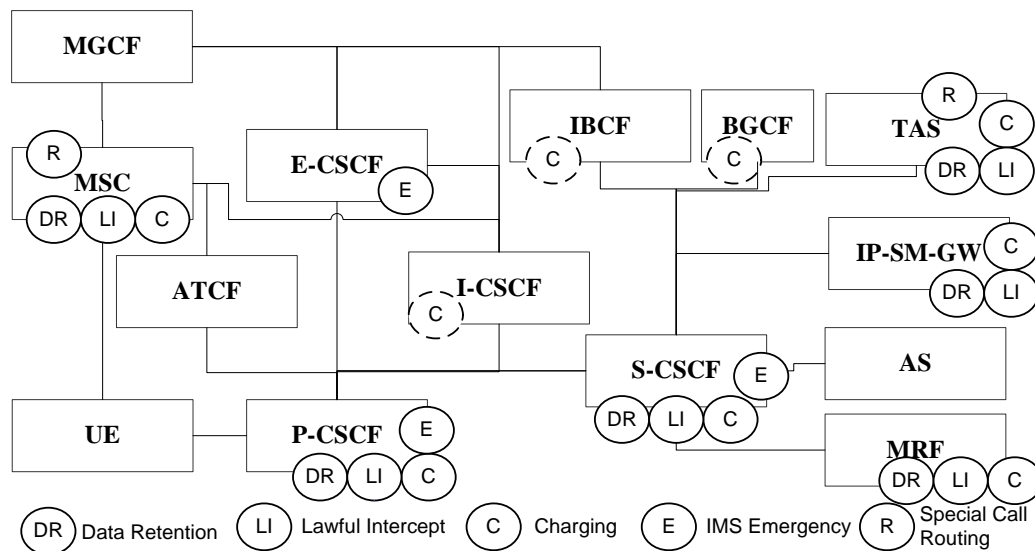 MGCF
IBCF
BGCF
TAS
R
C
C
C
DR
LI
E-CSCF
E
R
MSC
DR
LI
C
IP-SM-GW
C
DR
LI
ATCF
I-CSCF
C
S-CSCF
E
DR
LI
C
AS
UE
P-CSCF
E
DR
LI
C
MRF
DR
LI
C
DR Data Retention
LI Lawful Intercept
C Charging
E IMS Emergency
R Special Call
Routing